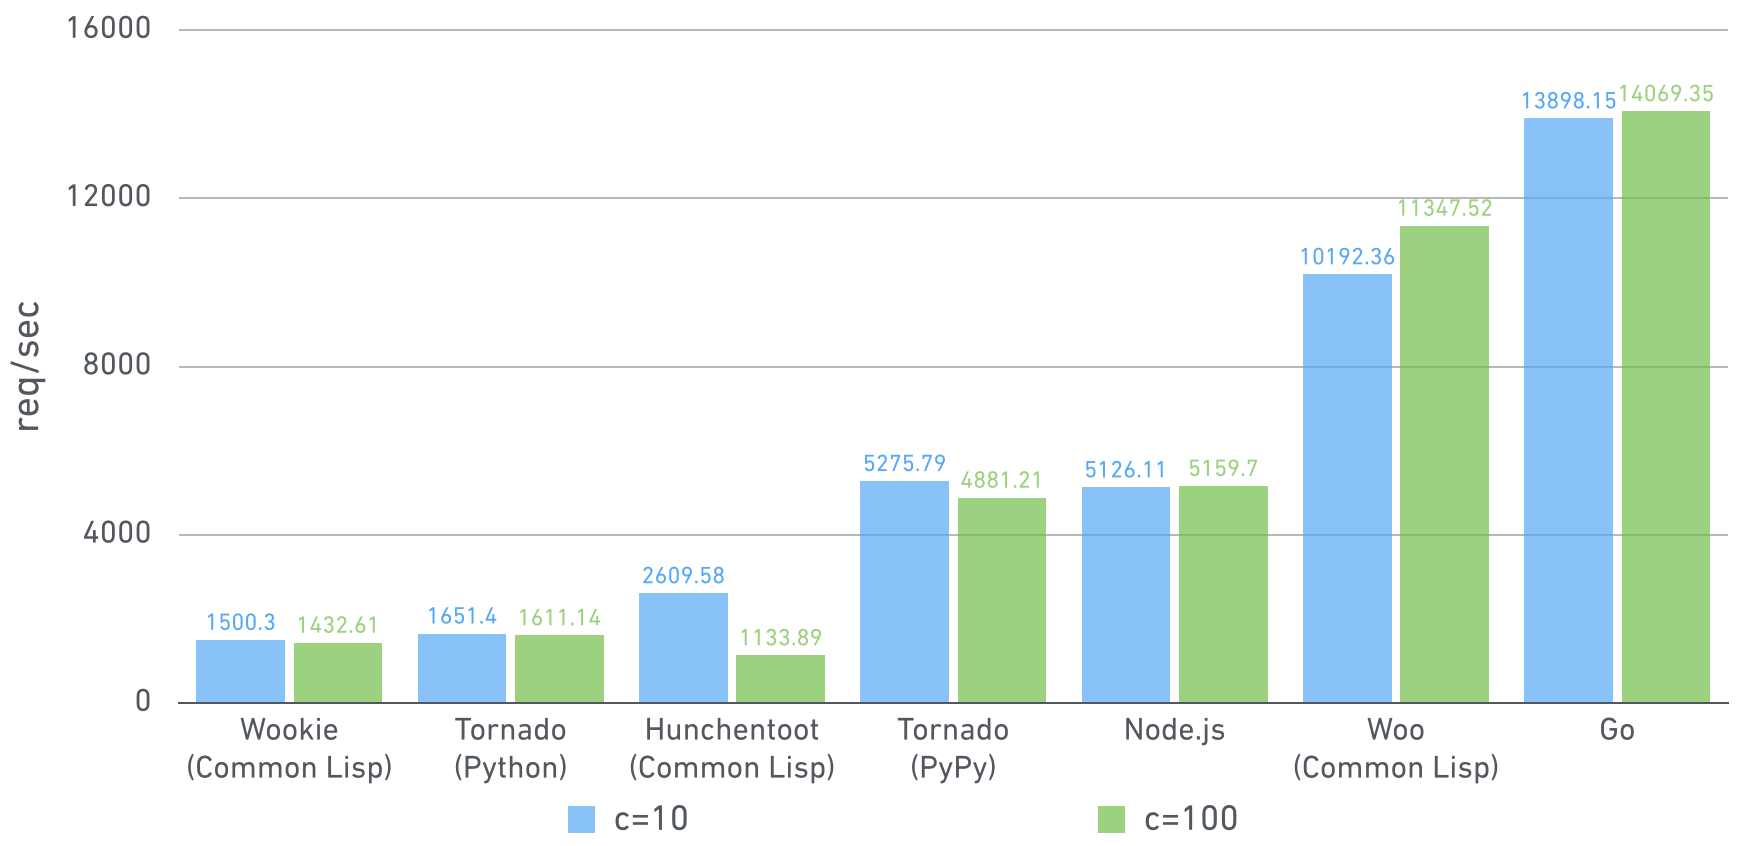 16000
12000
8000
4000
0
req/sec
1500.3
1432.61
1651.4
1611.14
2609.58
1133.89
5275.79
4881.21
5126.11
5159.7
10192.36
11347.52
13898.15
14069.35
Wookie
(Common Lisp)
Tornado
(Python)
Hunchentoot
(Common Lisp)
Tornado
(PyPy)
Node.js
Woo
(Common Lisp)
Go
c=10
c=100